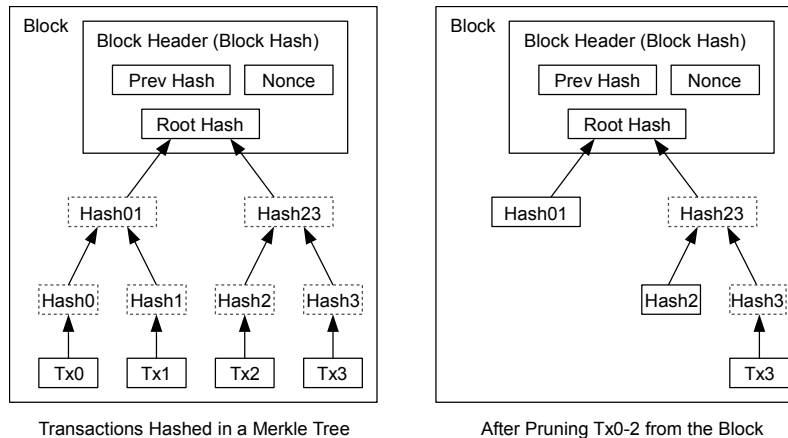 Block
Block Header (Block Hash)
Prev Hash
Nonce
Root Hash
Hash01
Hash23
Hash0
Hash1
Hash2
Hash3
Tx0
Tx1
Tx2
Tx3
Transactions Hashed in a Merkle Tree
Block
Block Header (Block Hash)
Prev Hash
Nonce
Root Hash
Hash01
Hash23
Hash2
Hash3
Tx3
After Pruning Tx0-2 from the Block